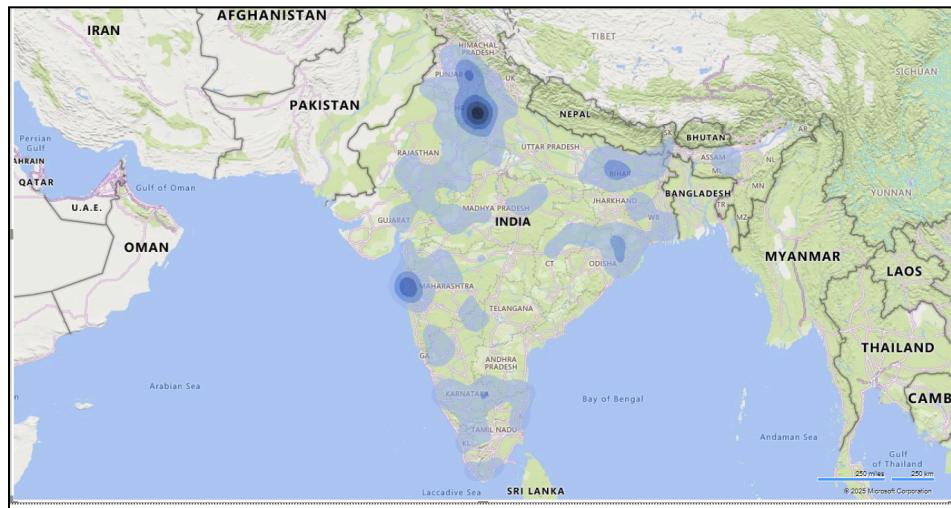 AFGHANISTAN
IRAN
HIMACHAL
PRADESH
TIBET
SICHUAN
PUNJAB
UK
PAKISTAN
NEPAL
BHUTAN
SK
AR
Persian
Gulf
RAJASTHAN
UTTAR PRADESH
ASSAM
NL
AHRAIN
QATAR
Gulf of Oman
BIHAR
ML
MN
YUNNAN
U.A.E.
BANGLADESH
JHARKHAND
TR
MZ
GUJARAT
MADHYA PRADESH
INDIA
WB
OMAN
CT
ODISHA
MYANMAR
LAOS
MAHARASHTRA
TELANGANA
GA
ANDHRA
PRADESH
THAILAND
Arabian Sea
KARNATAKA
Bay of Bengal
CAMB
TAMIL NADU
KL
Andaman Sea
Gulf
of Thailand
250 miles
250 km
Laccadive Sea
SRI LANKA
© 2025 Microsoft Corporation